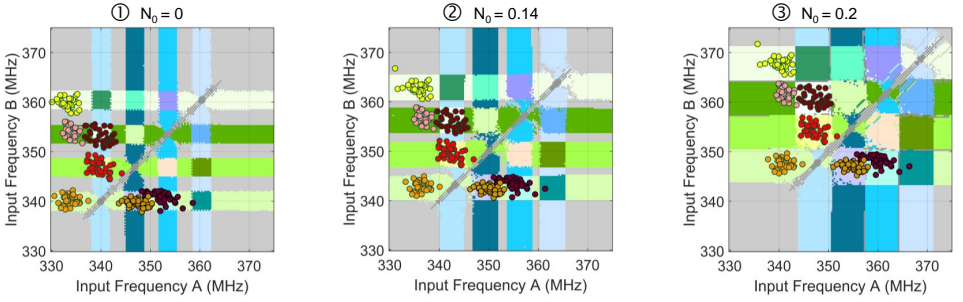 ① N₀ = 0
② N₀ = 0.14
③ N₀ = 0.2
Input Frequency B (MHz)
370
360
350
340
330
330 340 350 360 370
Input Frequency A (MHz)
Input Frequency B (MHz)
370
360
350
340
330
330 340 350 360 370
Input Frequency A (MHz)
Input Frequency B (MHz)
370
360
350
340
330
330 340 350 360 370
Input Frequency A (MHz)